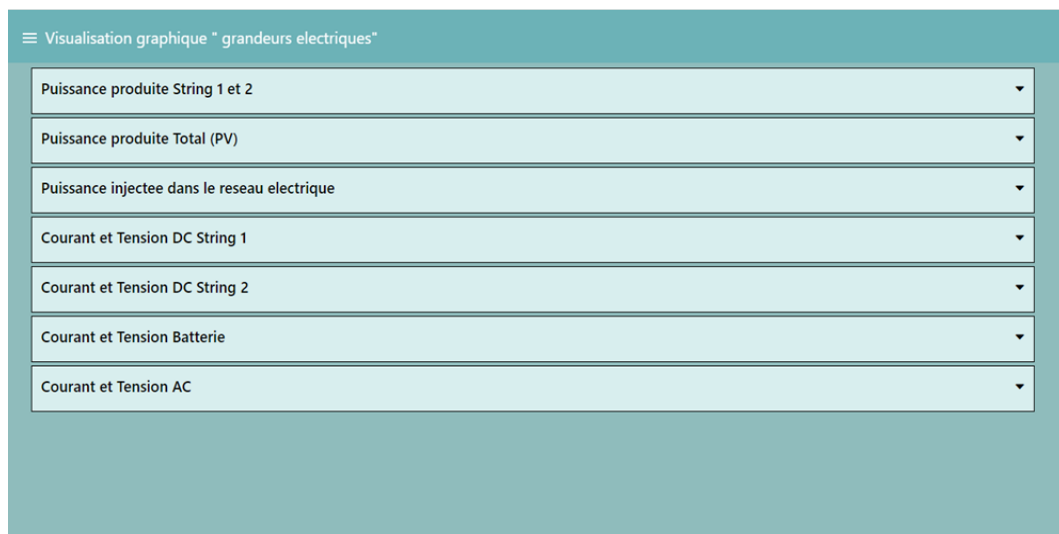 Visualisation graphique " grandeurs electriques"
Puissance produite String 1 et 2
Puissance produite Total (PV)
Puissance injectee dans le reseau electrique
Courant et Tension DC String 1
Courant et Tension DC String 2
Courant et Tension Batterie
Courant et Tension AC